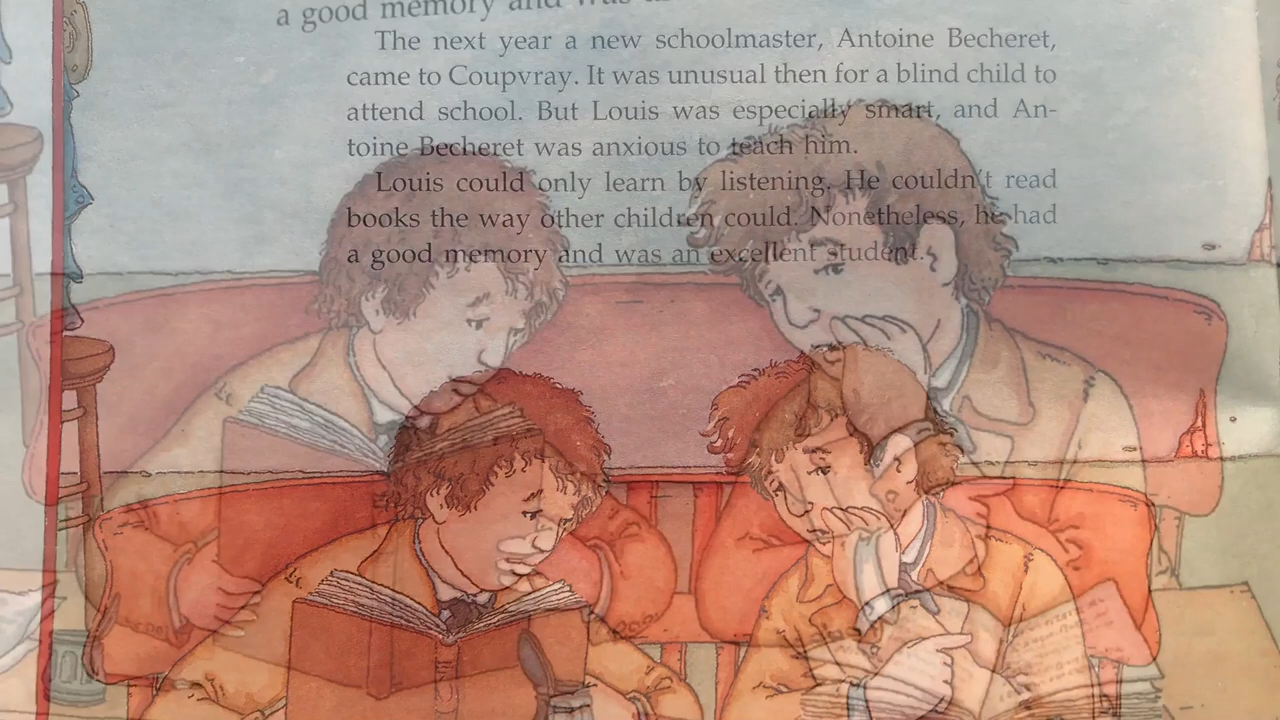 a good memory and was
The next year a new schoolmaster, Antoine Becheret,
came to Coupvray. It was unusual then for a blind child to
attend school. But Louis was especially smart, and An-
toine Becheret was anxious to teach him.
Louis could only learn by listening. He couldn't read
books the way other children could. Nonetheless, he had
a good memory and was an excellent student.